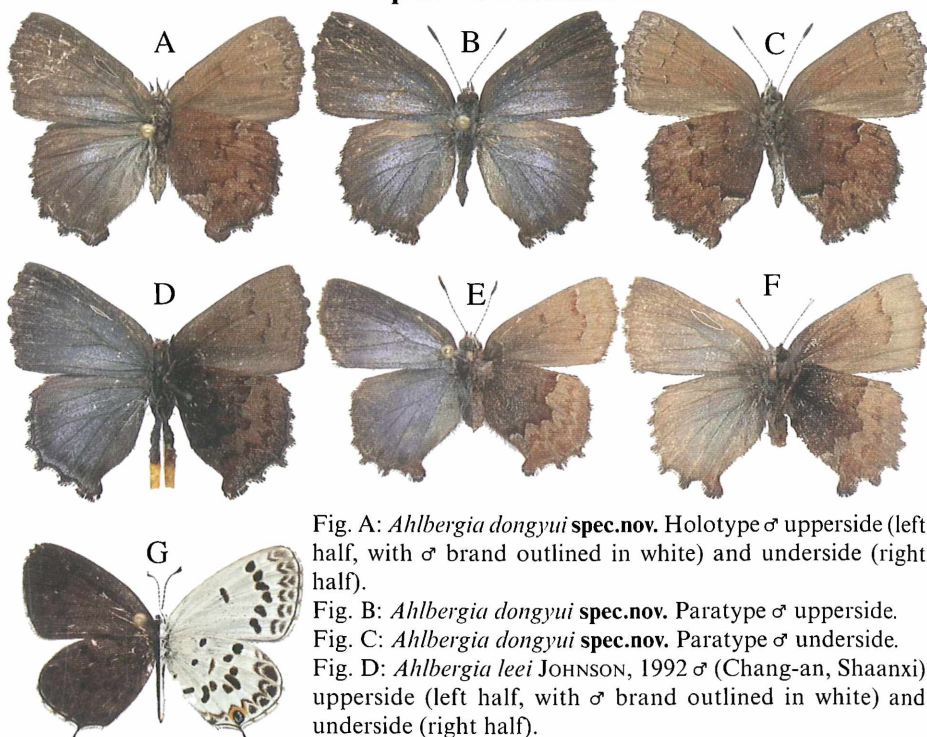 A
B
C
D
E
F
G
Fig. A: Ahlbergia dongyui spec.nov. Holotype ♂ upperside (left
half, with ♂ brand outlined in white) and underside (right
half).
Fig. B: Ahlbergia dongyui spec.nov. Paratype ♂ upperside.
Fig. C: Ahlbergia dongyui spec.nov. Paratype ♂ underside.
Fig. D: Ahlbergia leei JOHNSON, 1992 ♂ (Chang-an, Shaanxi)
upperside (left half, with ♂ brand outlined in white) and
underside (right half).